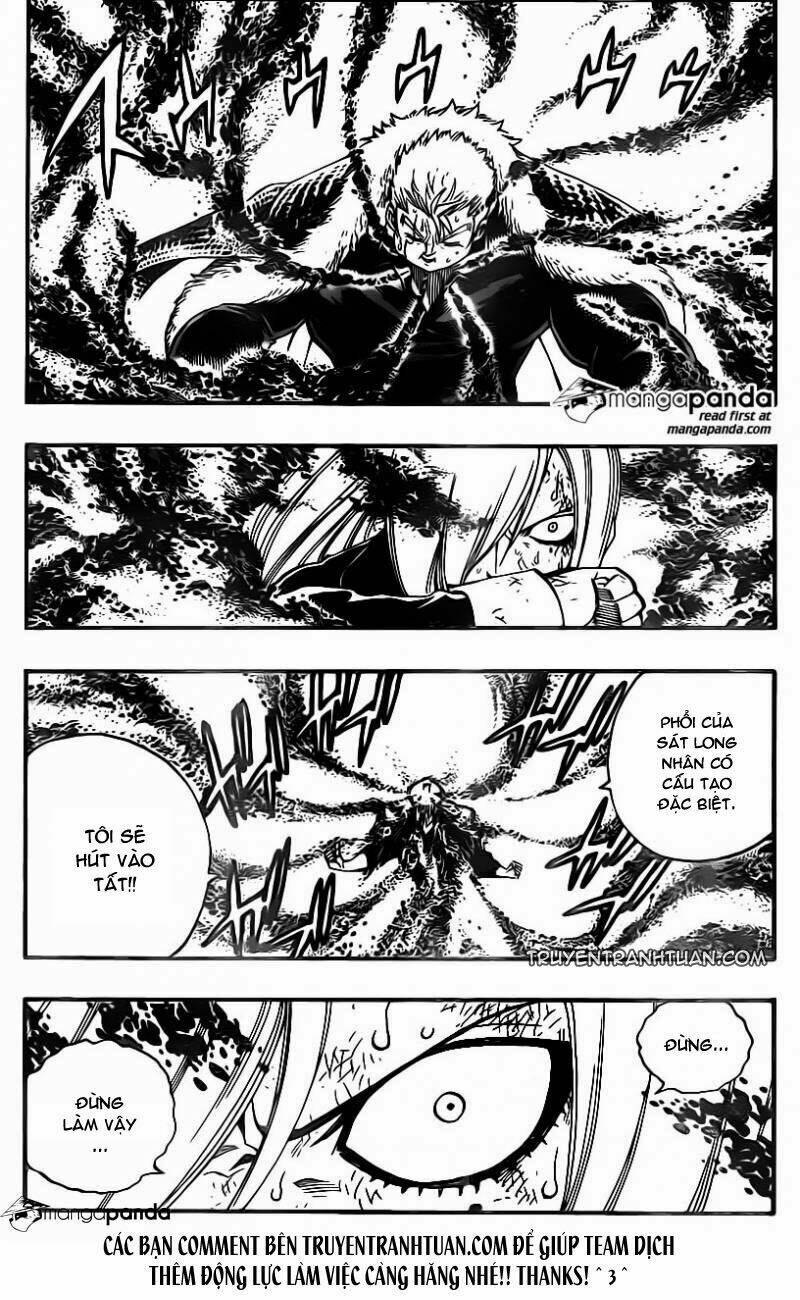 mangapanda
read first at
mangapanda.com
PHỔI CỦA
SÁT LONG
NHÂN CÓ
CẤU TẠO
ĐẶC BIỆT.
TÔI SẼ
HÚT VÀO
TẤT!!
TRUYENTRANHTUAN.COM
ĐỪNG...
ĐỪNG
LÀM VẬY
...
mangapanda
CÁC BẠN COMMENT BÊN TRUYENTRANHTUAN.COM ĐỂ GIÚP TEAM DỊCH
THÊM ĐỘNG LỰC LÀM VIỆC CÀNG HĂNG NHÉ!! THANKS! ^3^